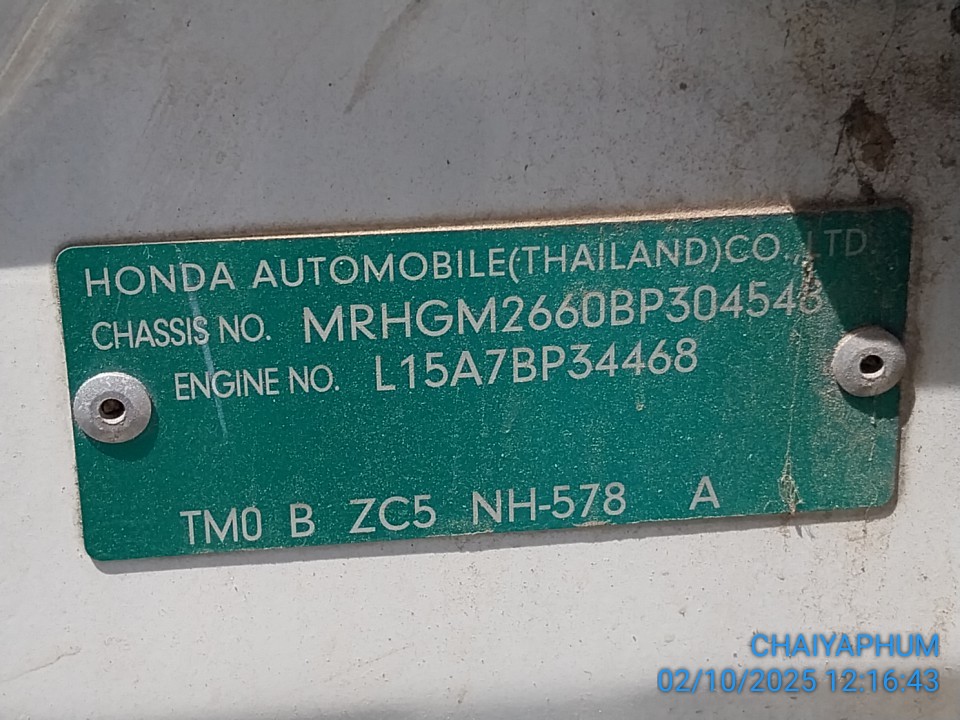 HONDA AUTOMOBILE(THAILAND)CO.,LTD.
CHASSIS NO. MRHGM2660BP304546
ENGINE NO. L15A7BP34468
TM0 B ZC5 NH-578 A
CHAIYAPHUM
02/10/2025 12:16:43